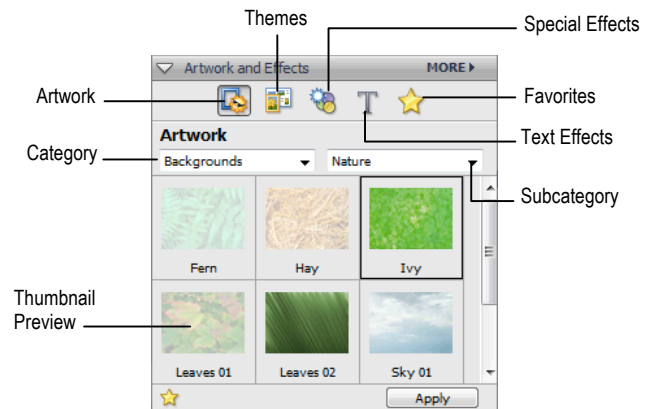 Themes
Special Effects
Artwork and Effects
MORE
Artwork
Favorites
Text Effects
Artwork
Category
Backgrounds
Nature
Subcategory
Fern
Hay
Ivy
Thumbnail
Preview
Leaves 01
Leaves 02
Sky 01
Apply